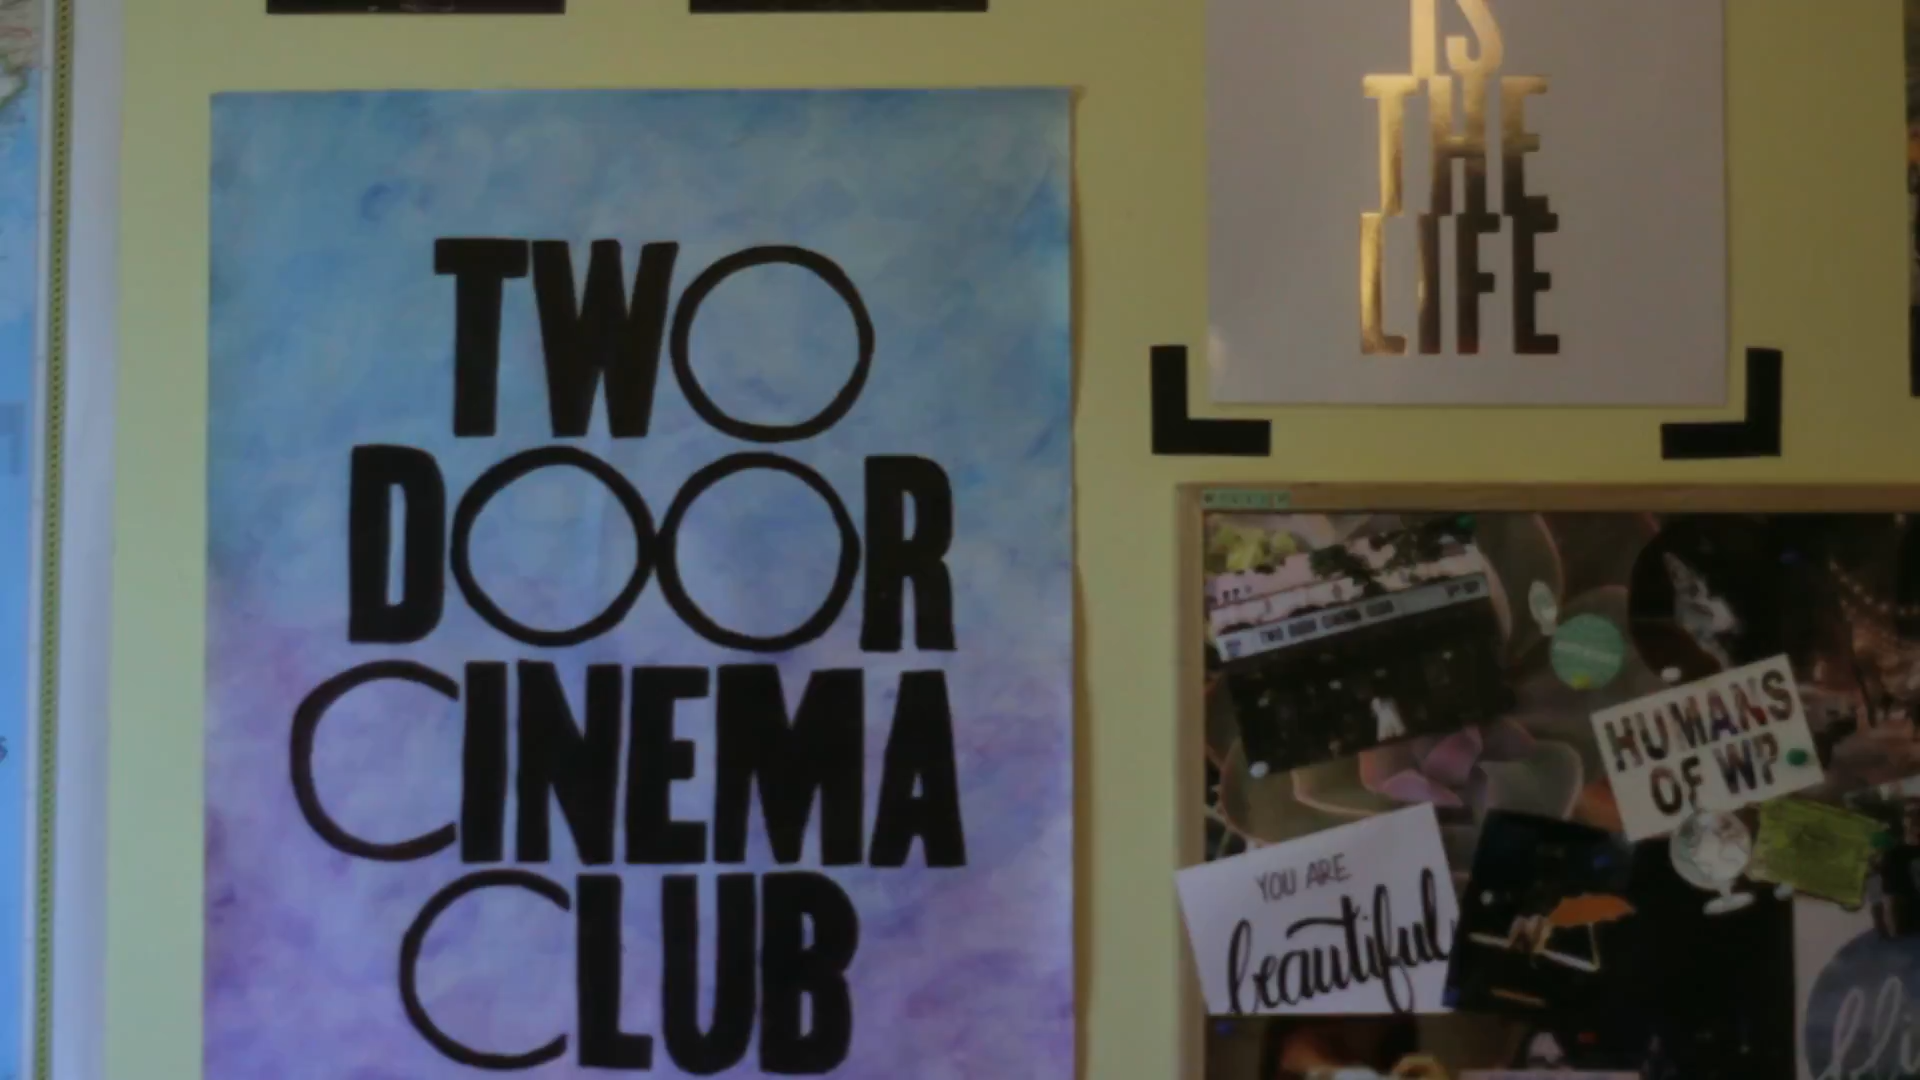 TWO
DOOR
CINEMA
CLUB
IS
THE
LIFE
TWO DOOR CINEMA CLUB
HUMANS
OF WP
YOU ARE
beautiful